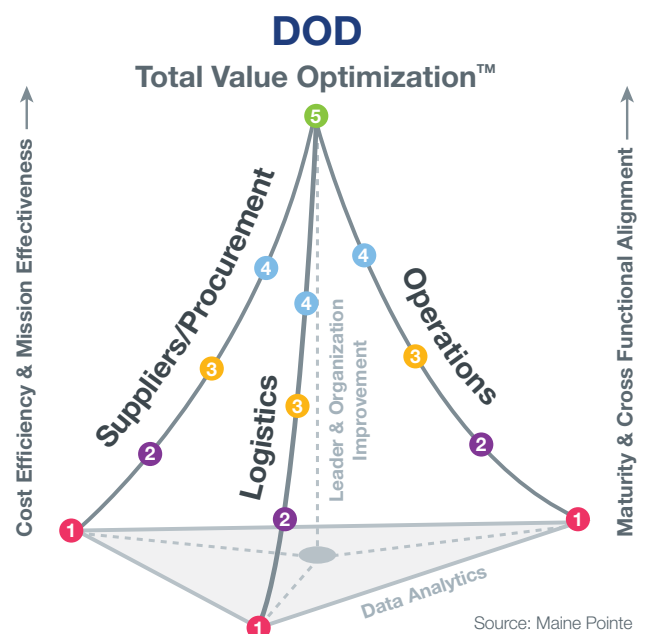 DOD
Total Value Optimization™
Cost Efficiency & Mission Effectiveness
Maturity & Cross Functional Alignment
5
Suppliers/Procurement
4
3
2
1
Logistics
4
3
2
1
Operations
4
3
2
1
Leader & Organization
Improvement
Data Analytics
Source: Maine Pointe